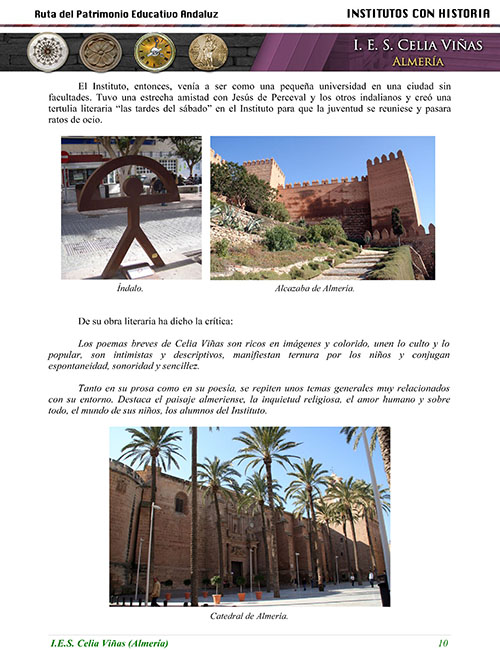 Ruta del Patrimonio Educativo Andaluz
INSTITUTOS CON HISTORIA
I. E. S. CELIA VIÑAS
ALMERÍA
El Instituto, entonces, venía a ser como una pequeña universidad en una ciudad sin
facultades. Tuvo una estrecha amistad con Jesús de Perceval y los otros indalianos y creó una
tertulia literaria “las tardes del sábado” en el Instituto para que la juventud se reuniese y pasara
ratos de ocio.
Índalo.
Alcazaba de Almería.
De su obra literaria ha dicho la crítica:
Los poemas breves de Celia Viñas son ricos en imágenes y colorido, unen lo culto y lo
popular, son intimistas y descriptivos, manifiestan ternura por los niños y conjugan
espontaneidad, sonoridad y sencillez.
Tanto en su prosa como en su poesía, se repiten unos temas generales muy relacionados
con su entorno. Destaca el paisaje almeriense, la inquietud religiosa, el amor humano y sobre
todo, el mundo de sus niños, los alumnos del Instituto.
Catedral de Almería.
I.E.S. Celia Viñas (Almería)
10